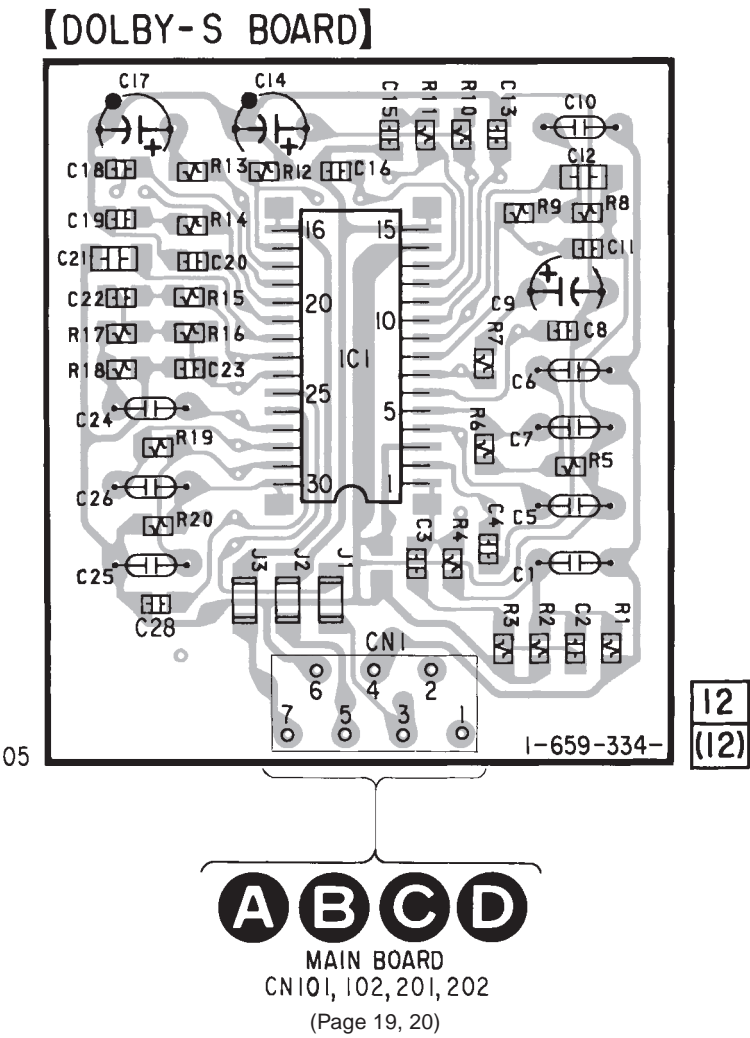 【DOLBY-S BOARD】
C17 C14 C15 R11 R10 C13 C10
C18 R13 R12 C16 C12
C19 R14 16 15 R9 R8
C21 C20 C11
C22 R15 20 10 C9 C8
R17 R16 IC1 R7
R18 C23 C6
C24 25 5 R6 C7
R19 R5
C26 30 1 C5
R20 C3 R4 C4
C25 J3 J2 J1 C1
C28 R3 R2 C2 R1
CN1
6 4 2
7 5 3 1
1-659-334-
12
(12)
05
A B C D
MAIN BOARD
CN101, 102, 201, 202
(Page 19, 20)